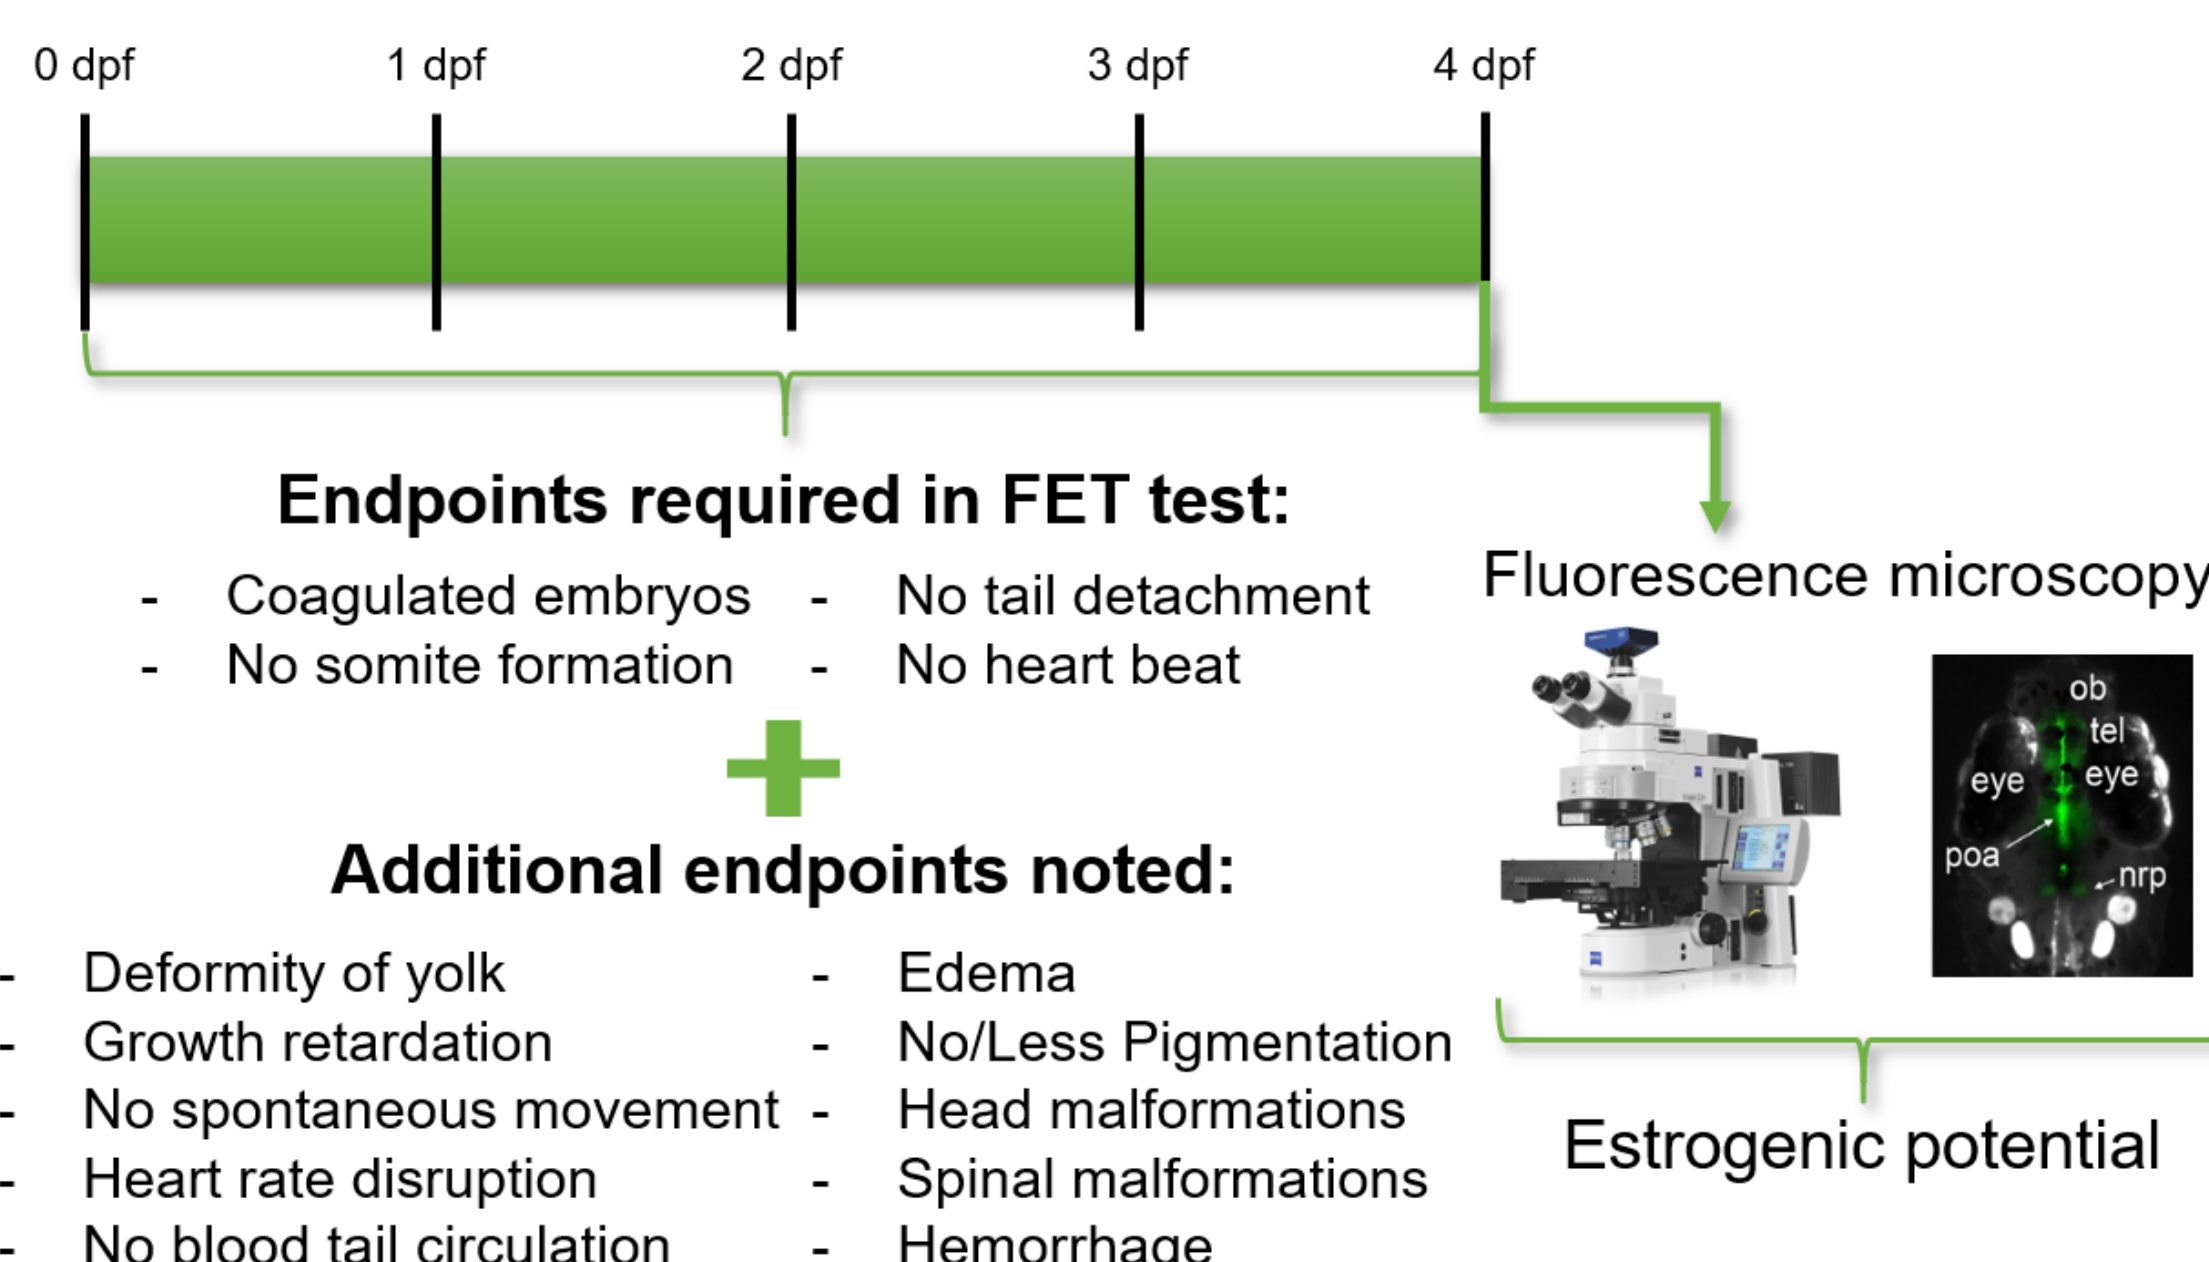 0 dpf 1 dpf 2 dpf 3 dpf 4 dpf
Endpoints required in FET test:
- Coagulated embryos - No tail detachment
- No somite formation - No heart beat
Additional endpoints noted:
- Deformity of yolk - Edema
- Growth retardation - No/Less Pigmentation
- No spontaneous movement - Head malformations
- Heart rate disruption - Spinal malformations
- No blood tail circulation - Hemorrhage
Fluorescence microscopy
ob
tel
eye eye
poa
nrp
Estrogenic potential